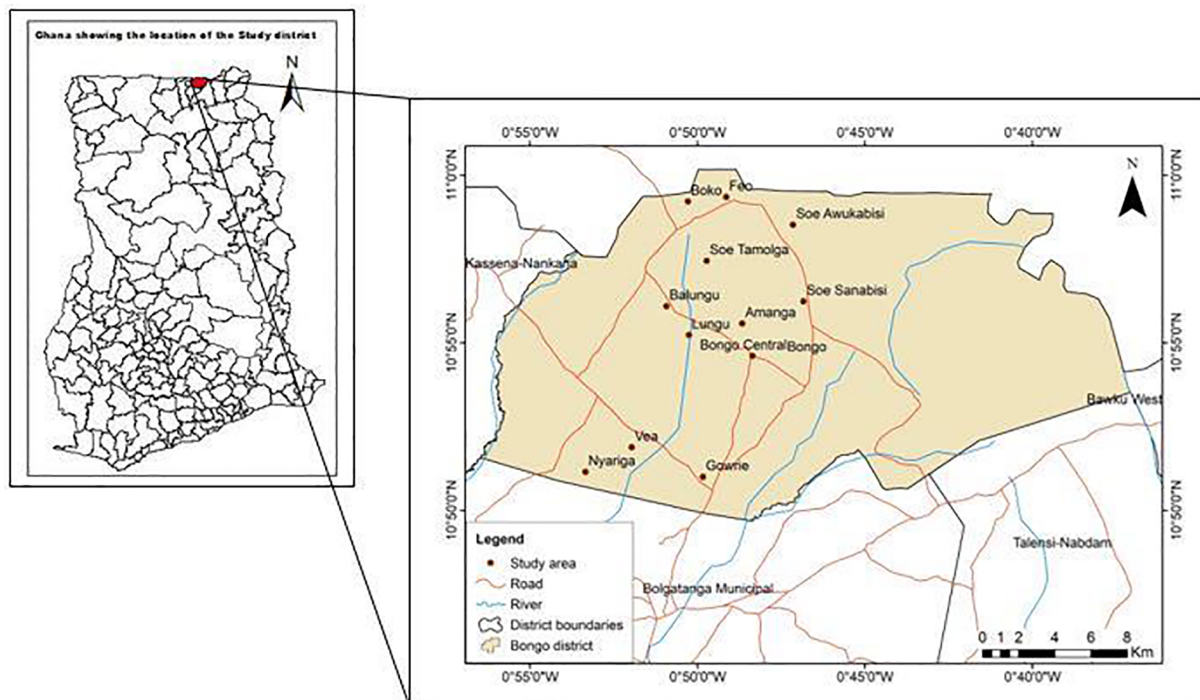 Ghana showing the location of the Study district
N
0°55'0"W 0°50'0"W 0°45'0"W 0°40'0"W
N
11°0'0"N
11°0'0"N
Boko
Feo
Soe Awukabisi
Soe Tamolga
Kassena-Nankana
Soe Sanabisi
Balungu
Amanga
Lungu
Bongo Central
Bongo
10°55'0"N
10°55'0"N
Bawku West
Vea
Nyariga
Gowrie
10°50'0"N
10°50'0"N
Talensi-Nabdam
Bolgatanga Municipal
Legend
Study area
Road
River
District boundaries
Bongo district
0 1 2 4 6 8
Km
0°55'0"W 0°50'0"W 0°45'0"W 0°40'0"W